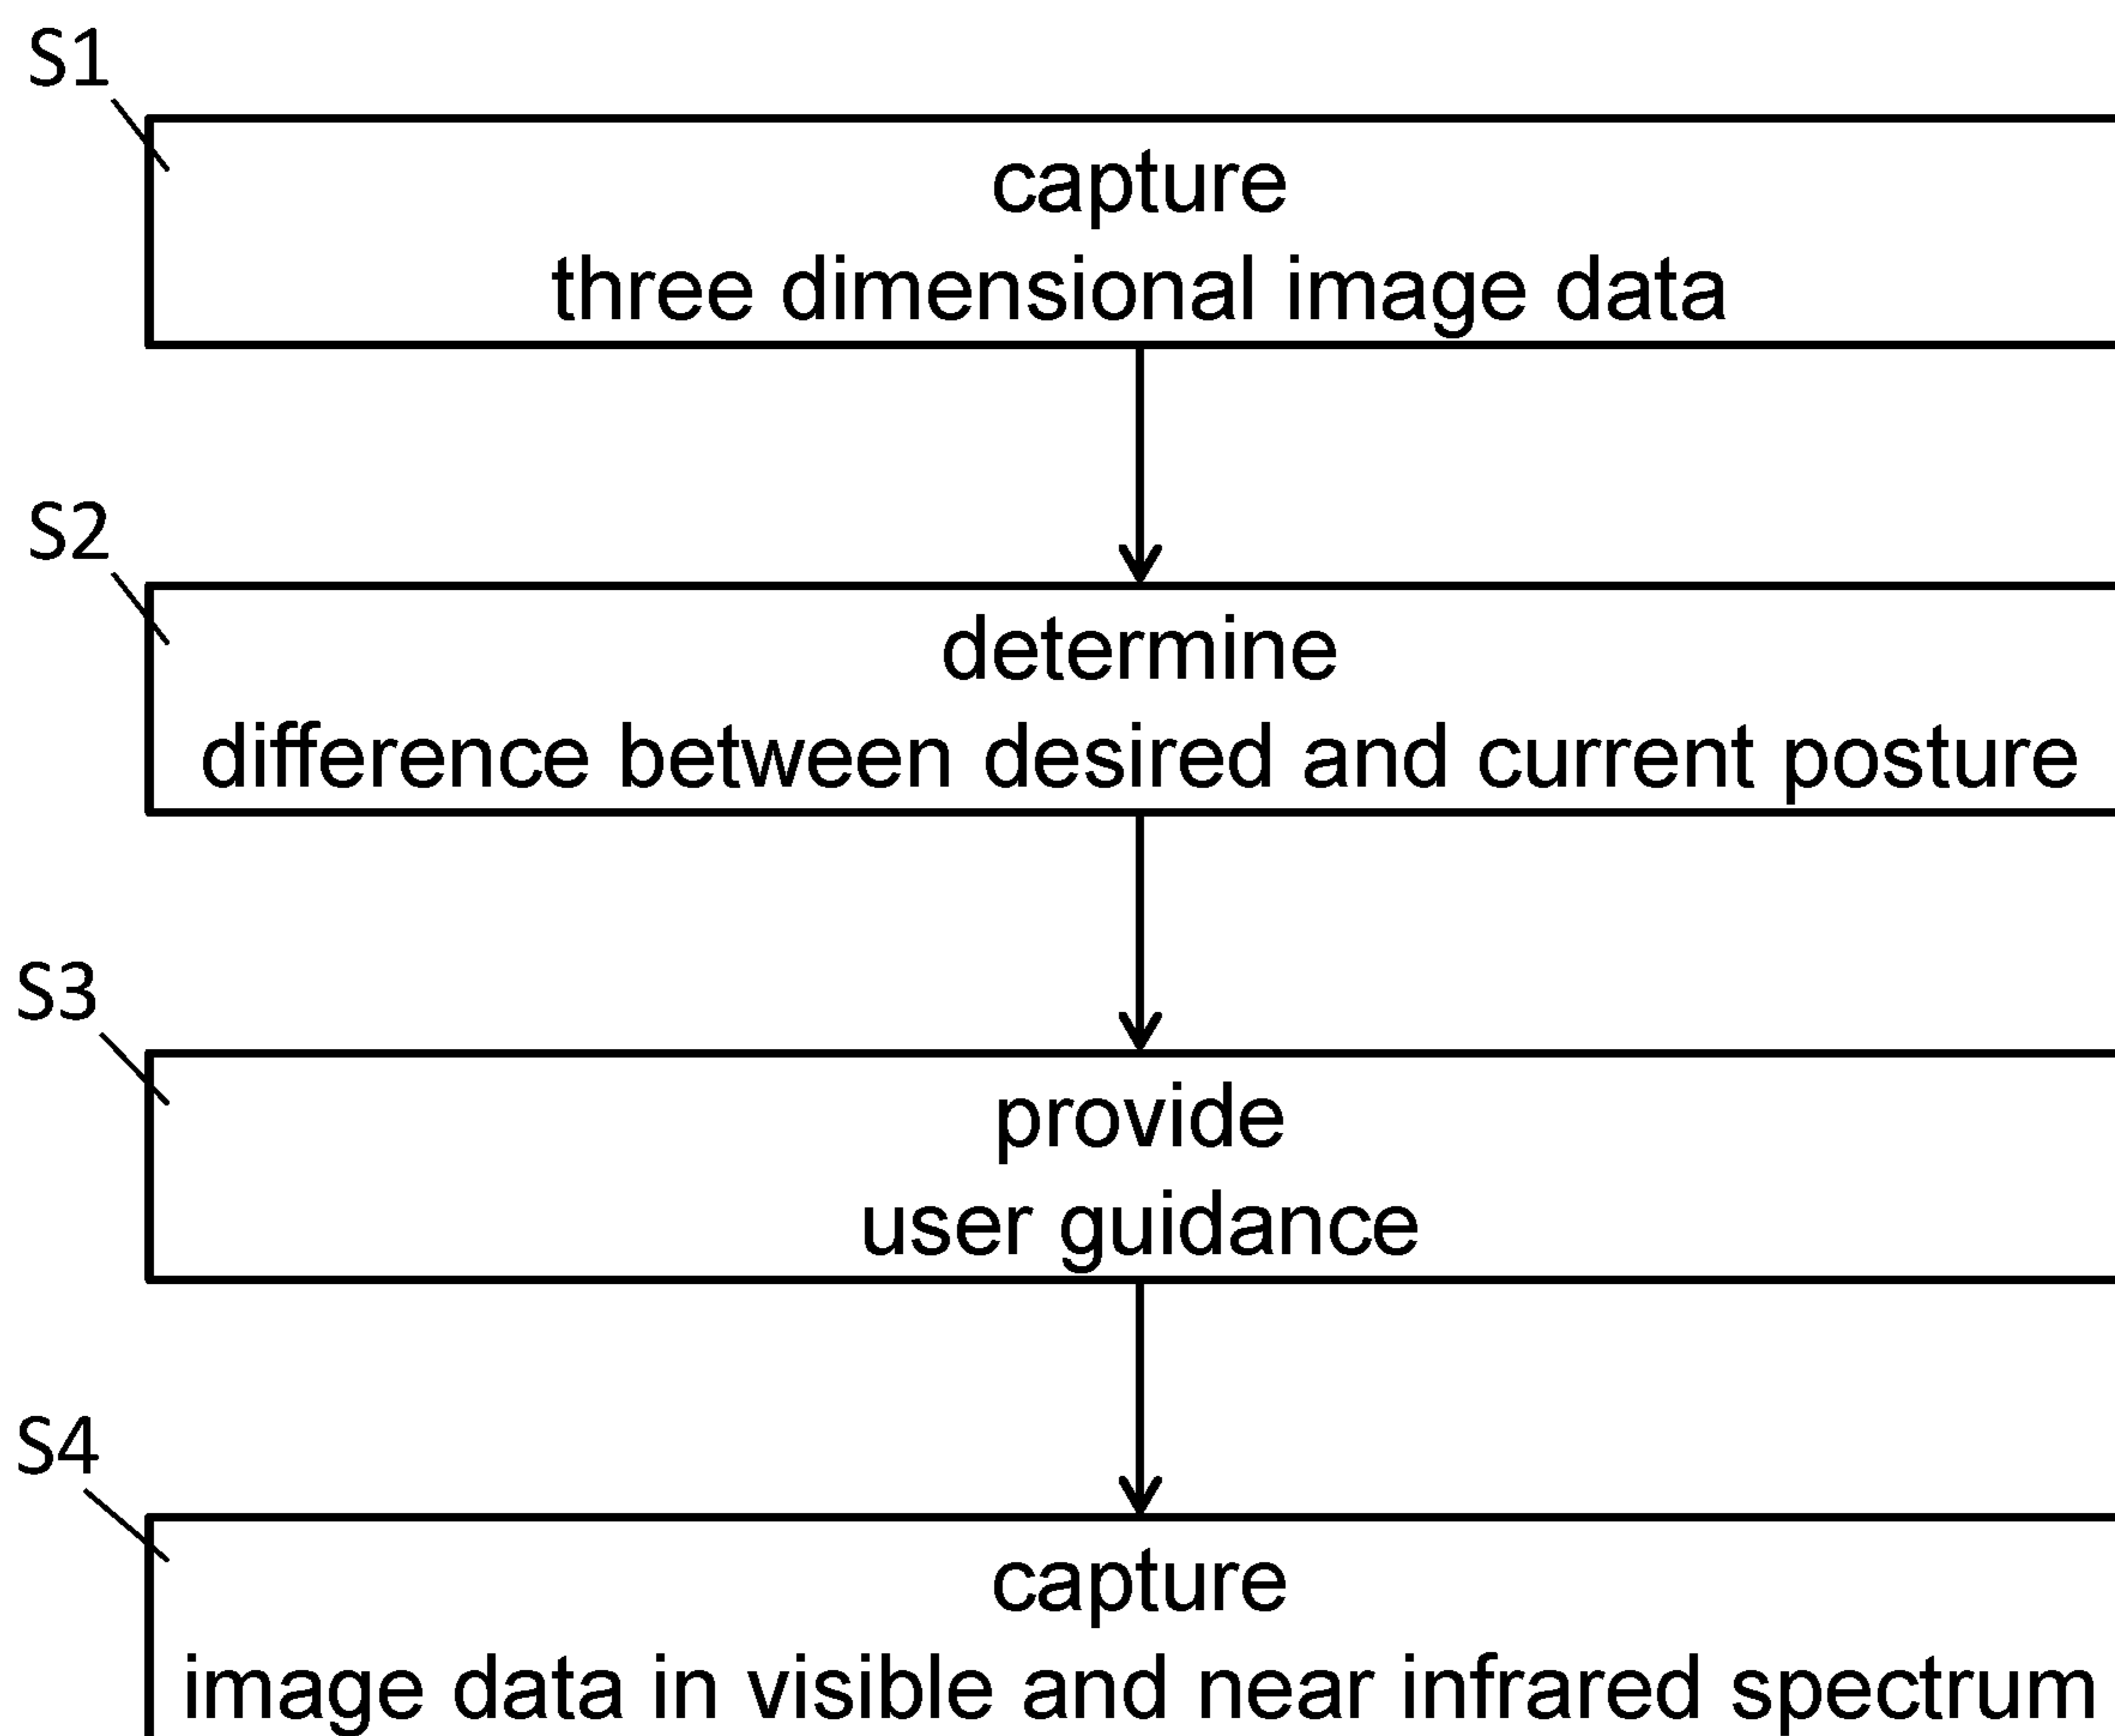 S1
capture
three dimensional image data
S2
determine
difference between desired and current posture
S3
provide
user guidance
S4
capture
image data in visible and near infrared spectrum